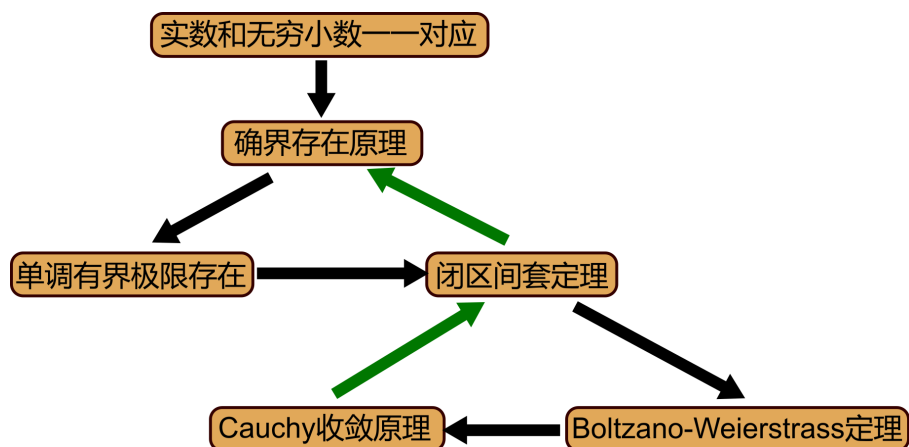 实数和无穷小数一一对应
确界存在原理
单调有界极限存在
闭区间套定理
Cauchy收敛原理
Boltzano-Weierstrass定理